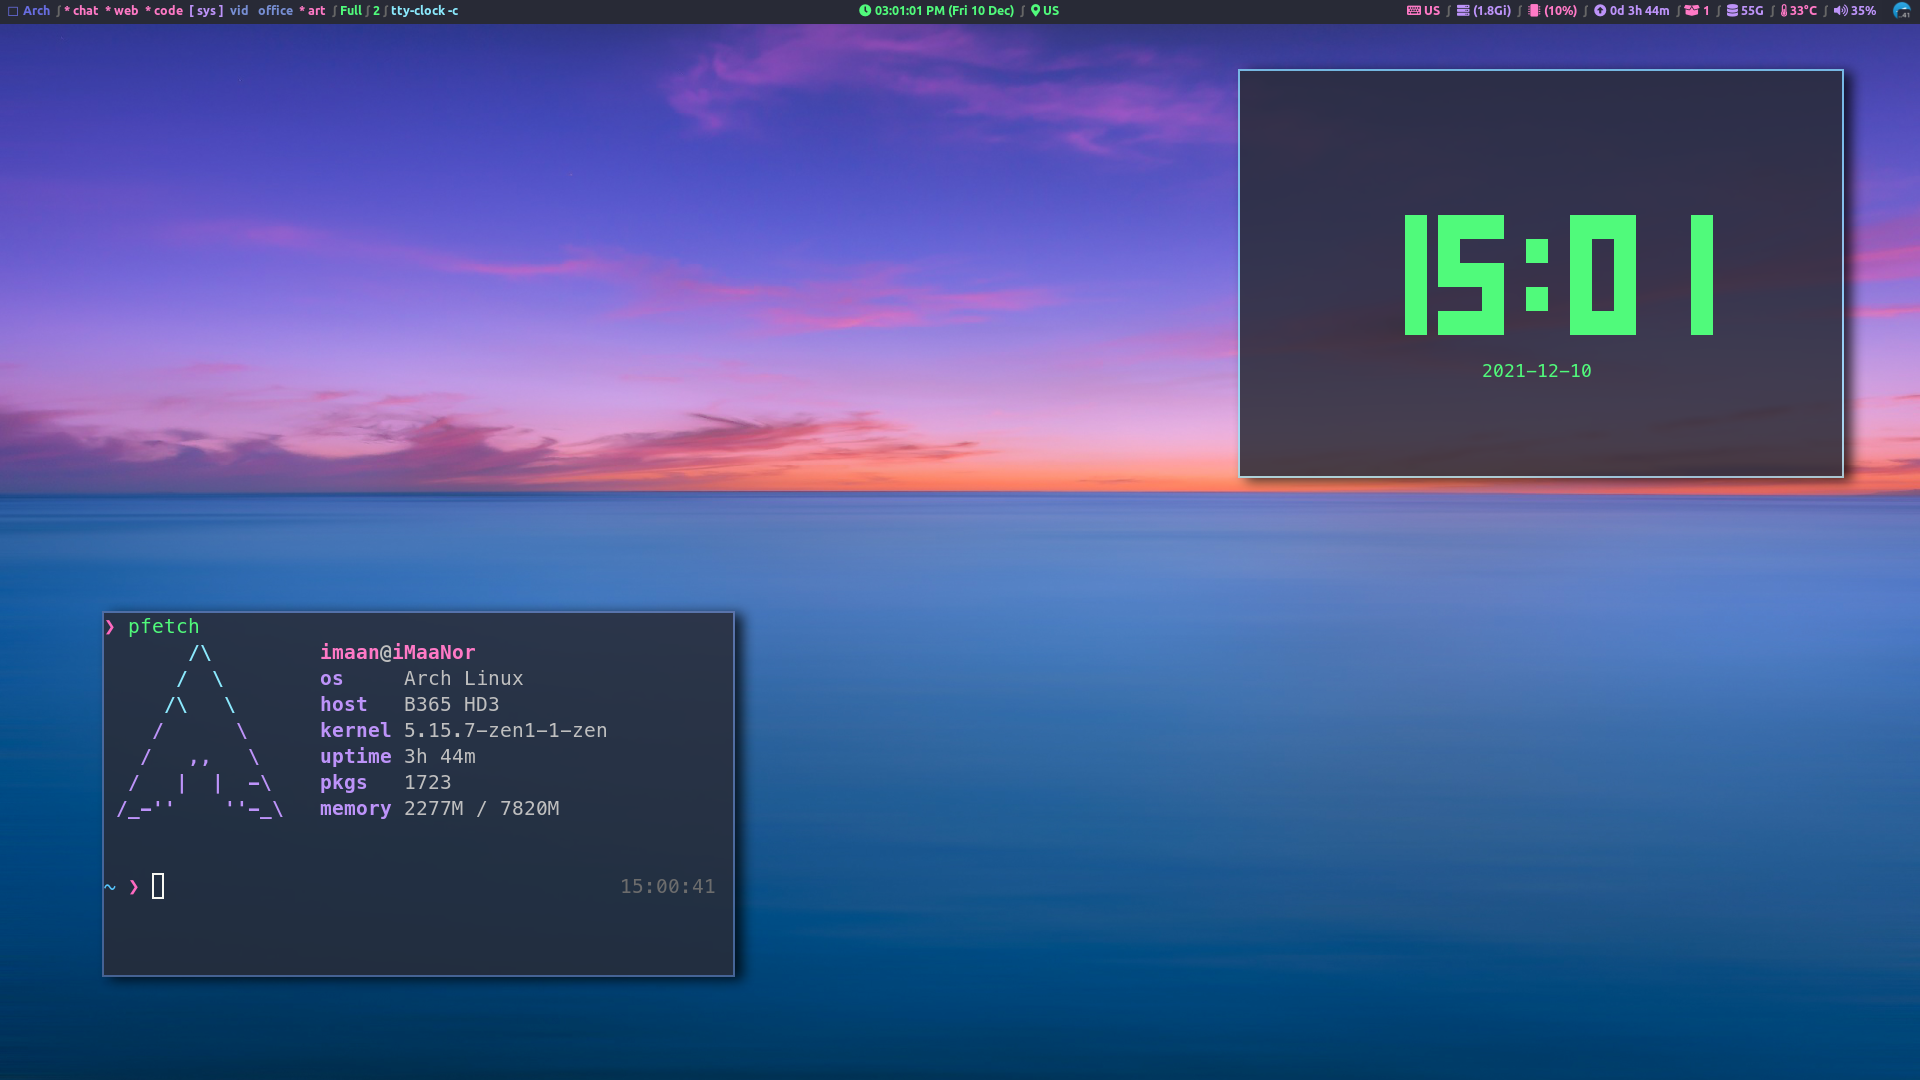 Arch ∫ * chat * web * code [ sys ] vid office * art ∫ Full ∫ 2 ∫ tty-clock -c
03:01:01 PM (Fri 10 Dec) ∫ US
US ∫ (1.8Gi) ∫ (10%) ∫ 0d 3h 44m ∫ 1 ∫ 55G ∫ 33°C ∫ 35%
15:01
2021-12-10
❯ pfetch
imaan@iMaaNor
os Arch Linux
host B365 HD3
kernel 5.15.7-zen1-1-zen
uptime 3h 44m
pkgs 1723
memory 2277M / 7820M
~ ❯ 15:00:41